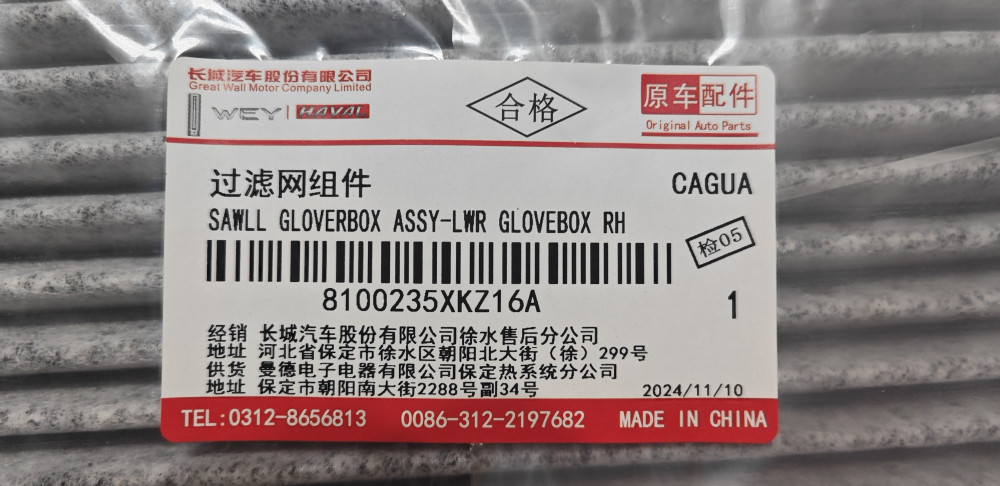 长城汽车股份有限公司
Great Wall Motor Company Limited
WEY | HAVAL
合格
原车配件
Original Auto Parts
过滤网组件
CAGUA
SAWLL GLOVERBOX ASSY-LWR GLOVEBOX RH
检05
8100235XKZ16A
1
经销 长城汽车股份有限公司徐水售后分公司
地址 河北省保定市徐水区朝阳北大街（徐）299号
供货 曼德电子电器有限公司保定热系统分公司
地址 保定市朝阳南大街2288号副34号
2024/11/10
TEL:0312-8656813 0086-312-2197682 MADE IN CHINA